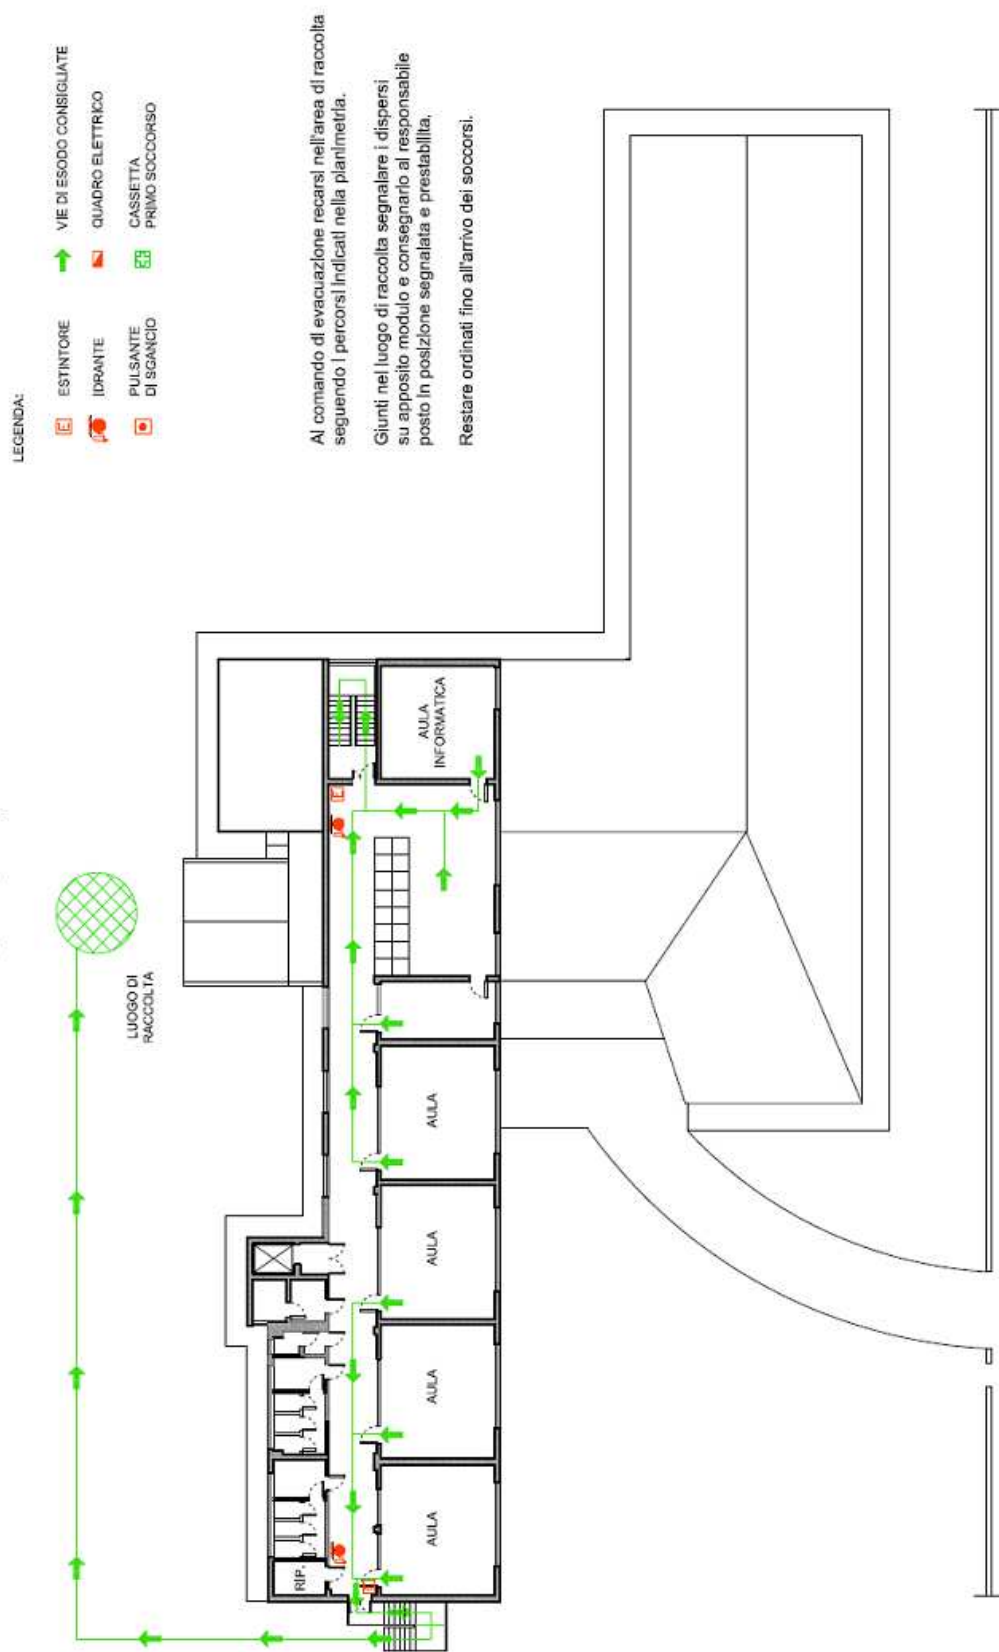 LEGENDA:
E
ESTINTORE
VIE DI ESODO CONSIGLIATE
IDRANTE
QUADRO ELETTRICO
PULSANTE
DI SGANCIO
CASSETTA
PRIMO SOCCORSO
Al comando di evacuazione recarsi nell'area di raccolta
seguendo i percorsi indicati nella planimetria.
Giunti nel luogo di raccolta segnalare i dispersi
su apposito modulo e consegnarlo al responsabile
posto in posizione segnalata e prestabilita.
Restare ordinati fino all'arrivo dei soccorsi.
LUOGO DI
RACCOLTA
RIP.
E
E
AULA
AULA
AULA
AULA
AULA
INFORMATICA